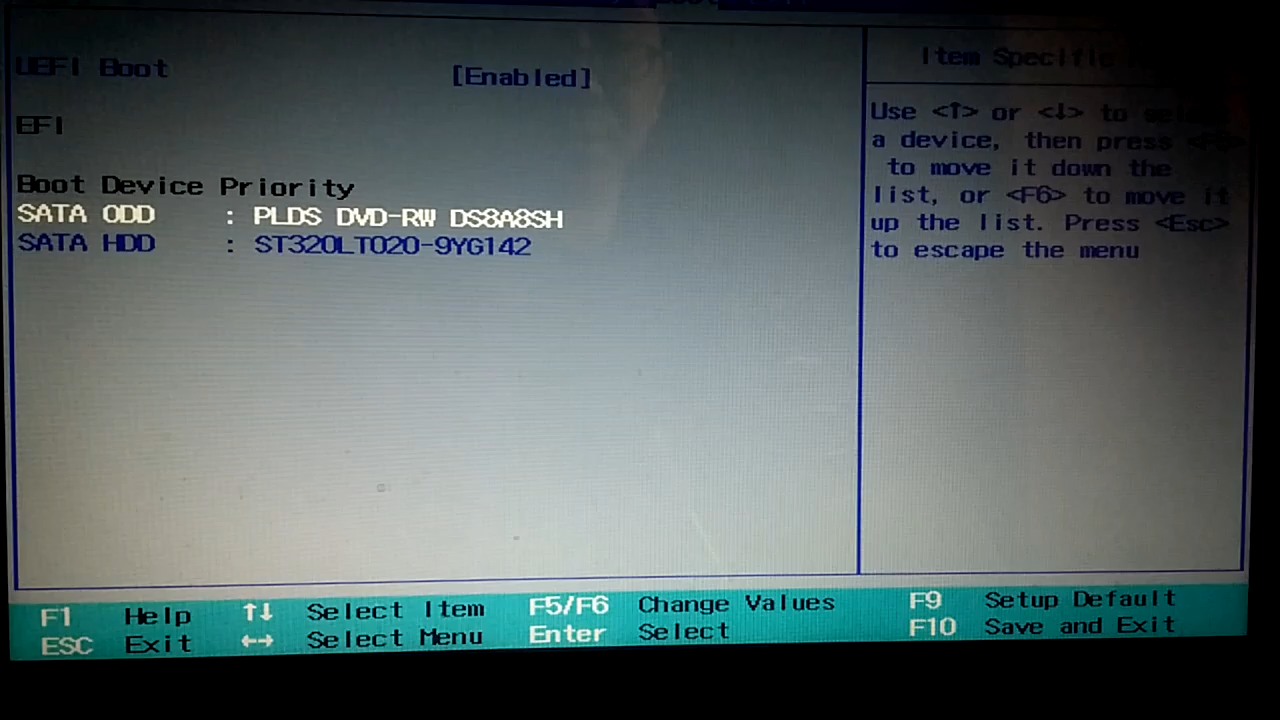 UEFI Boot [Enabled]
EFI
Boot Device Priority
SATA ODD : PLDS DVD-RW DS8A8SH
SATA HDD : ST320LT020-9YG142
Item Specific
Use <↑> or <↓> to
a device, then press
to move it down the
list, or <F6> to move it
up the list. Press <Esc>
to escape the menu
F1 Help ↑↓ Select Item F5/F6 Change Values F9 Setup Default
ESC Exit ←→ Select Menu Enter Select F10 Save and Exit